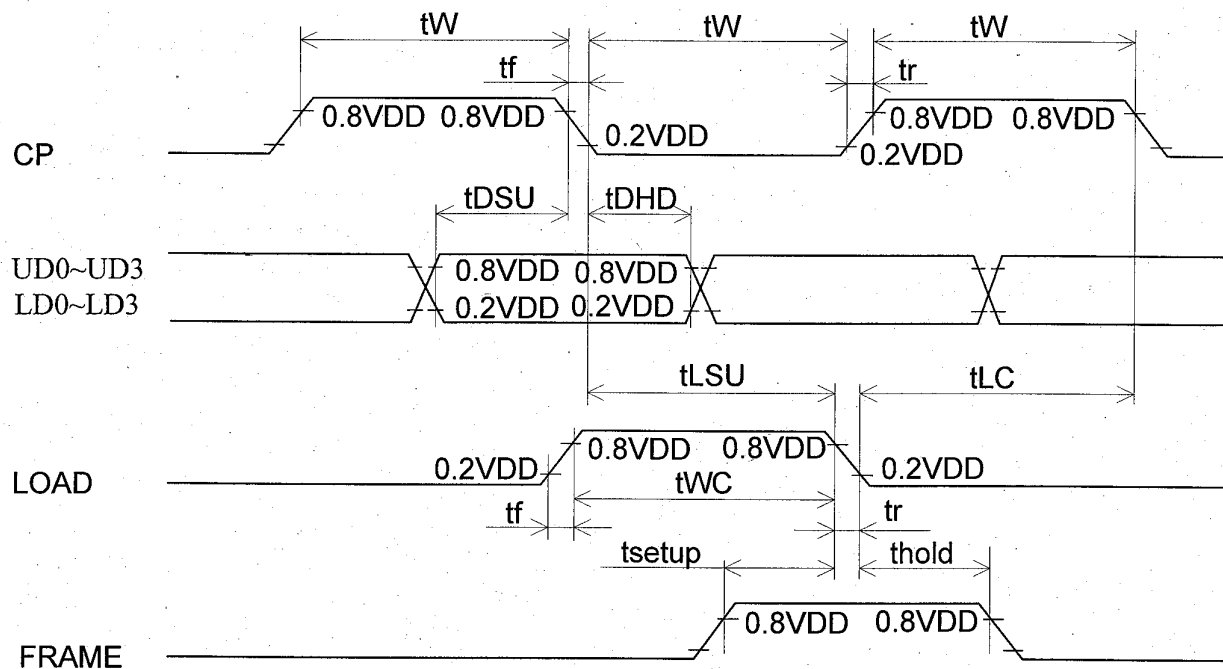 tW tW tW
tf tr
0.8VDD 0.8VDD 0.8VDD 0.8VDD
CP 0.2VDD 0.2VDD
tDSU tDHD
UD0~UD3 0.8VDD 0.8VDD
LD0~LD3 0.2VDD 0.2VDD
tLSU tLC
0.8VDD 0.8VDD
LOAD 0.2VDD 0.2VDD
tWC
tf tr
tsetup thold
0.8VDD 0.8VDD
FRAME